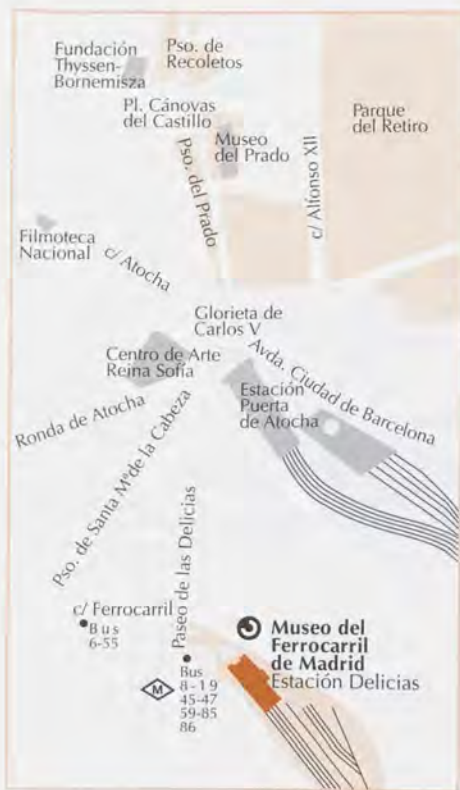 Fundación
Thyssen-
Bornemisza
Pso. de
Recoletos
Pl. Cánovas
del Castillo
Museo
del Prado
Parque
del Retiro
Pso. del Prado
c/ Alfonso XII
Filmoteca
Nacional
c/ Atocha
Glorieta de
Carlos V
Centro de Arte
Reina Sofía
Avda. Ciudad de Barcelona
Estación
Puerta
de Atocha
Ronda de Atocha
Pso. de Santa Mª de la Cabeza
Paseo de las Delicias
c/ Ferrocarril
Bus
6-55
M
Bus
8-19
45-47
59-85
86
Museo del
Ferrocarril
de Madrid
Estación Delicias